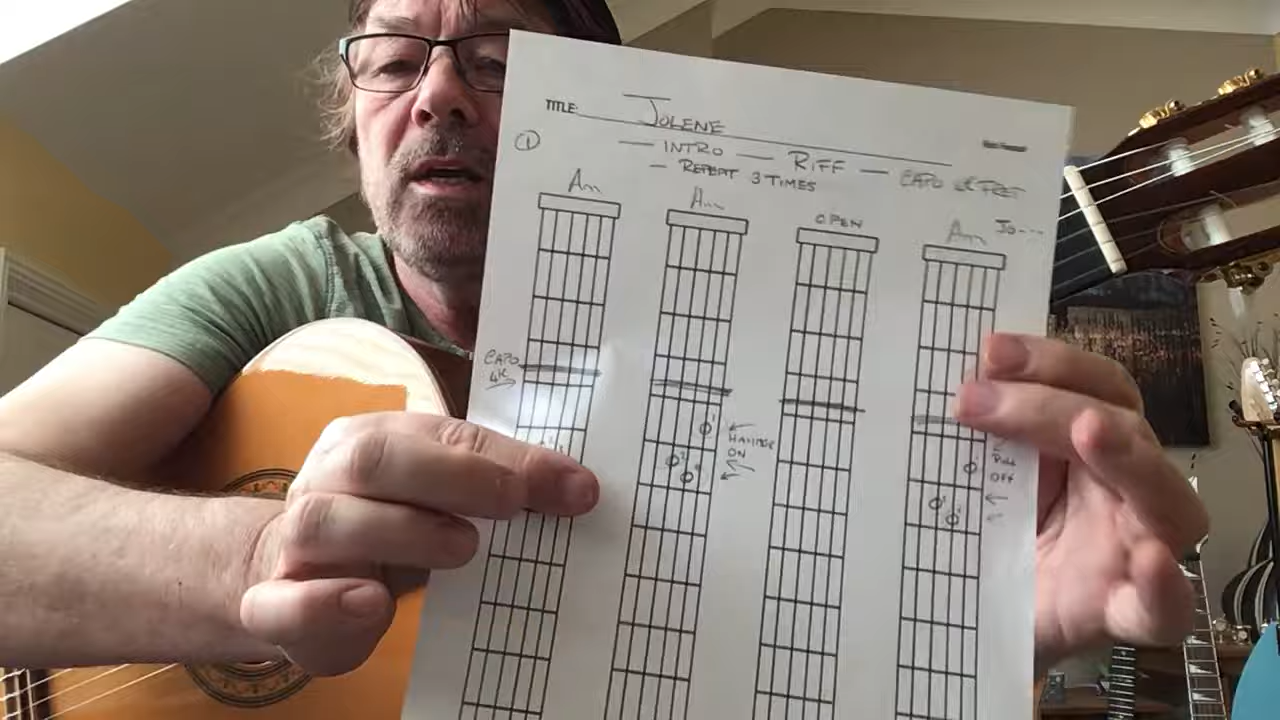 TITLE: JOLENE
① — INTRO — RIFF — CAPO 4th FRET
— REPEAT 3 TIMES
Am Am OPEN Am Jo---
CAPO
4th
HAMMER
ON
PULL
OFF